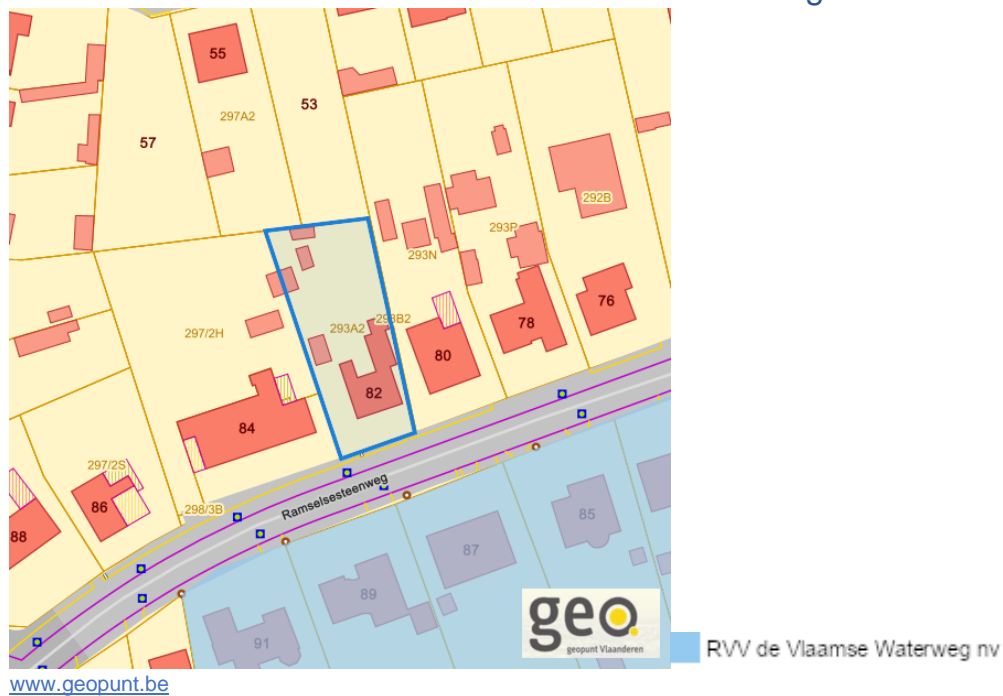 55
53
297A2
57
292B
293P
293N
76
297/2H
293A2
293B2
78
80
82
84
297/2S
86
298/3B
Ramselsesteenweg
88
85
87
89
91
geo
geopunt Vlaanderen
RVV de Vlaamse Waterweg nv
www.geopunt.be